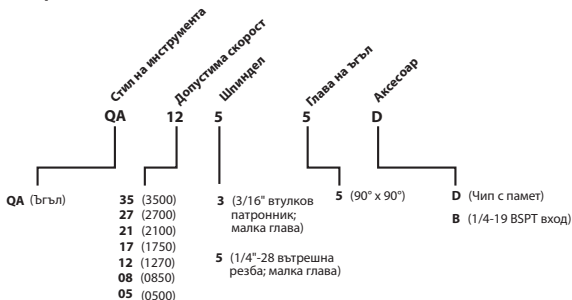 Стил на инструмента
Допустима скорост
Шпиндел
Глава на ъгъл
Аксесоар
QA 12 5 5 D
QA (Ъгъл)
35 (3500)
27 (2700)
21 (2100)
17 (1750)
12 (1270)
08 (0850)
05 (0500)
3 (3/16" втулков
патронник;
малка глава)
5 (1/4"-28 вътрешна
резба; малка глава)
5 (90° x 90°)
D (Чип с памет)
B (1/4-19 BSPT вход)